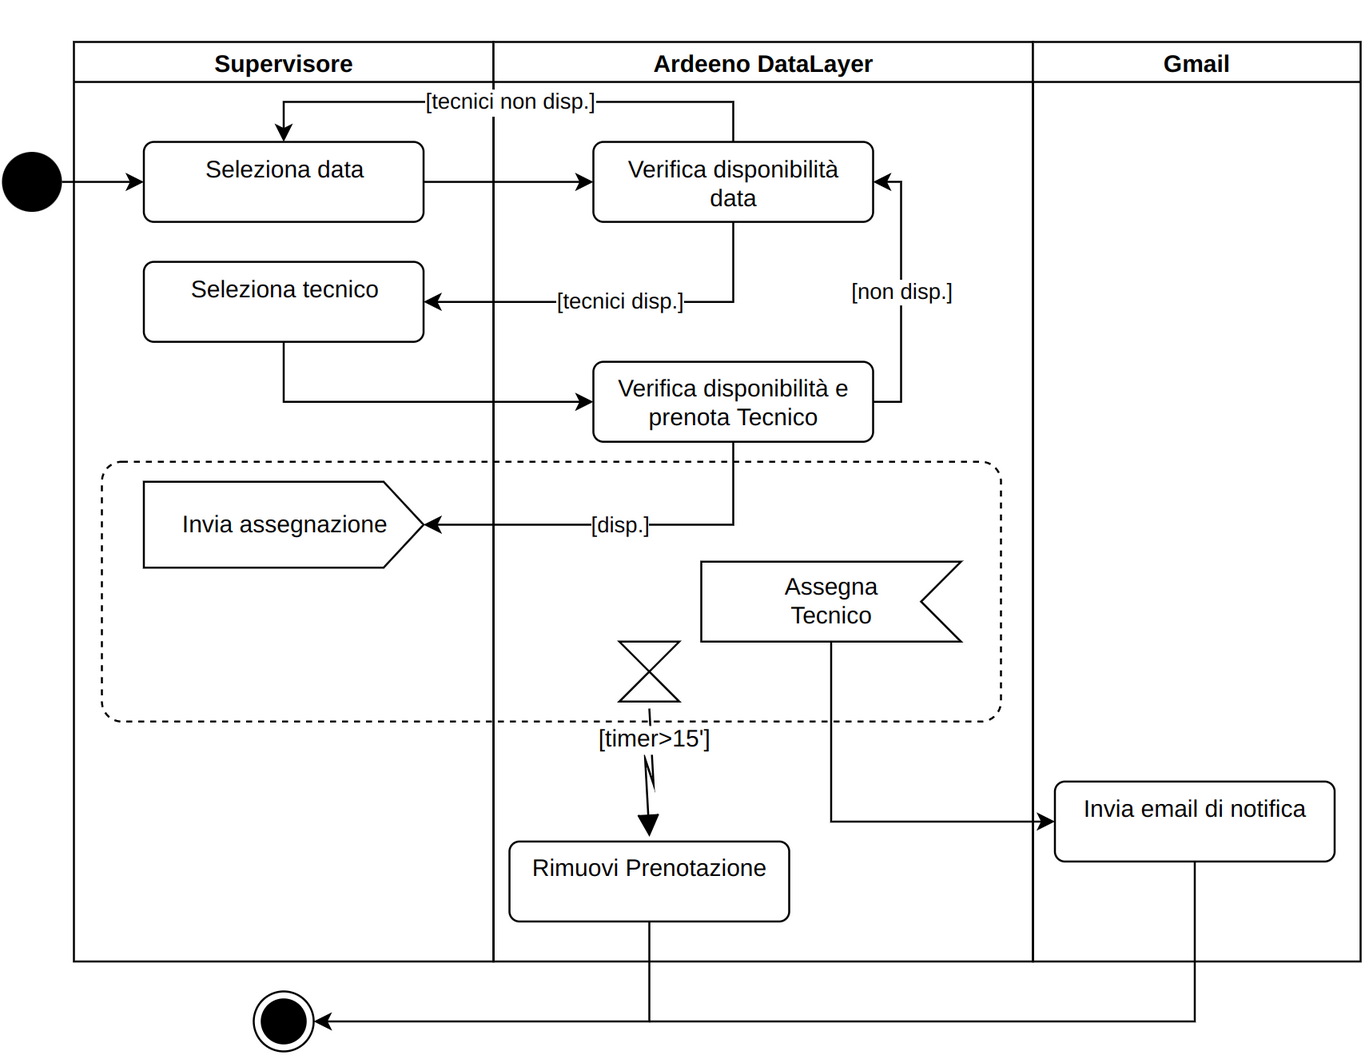 Supervisore
Ardeeno DataLayer
Gmail
[tecnici non disp.]
Seleziona data
Verifica disponibilità
data
Seleziona tecnico
[tecnici disp.]
[non disp.]
Verifica disponibilità e
prenota Tecnico
Invia assegnazione
[disp.]
Assegna
Tecnico
[timer>15']
Invia email di notifica
Rimuovi Prenotazione